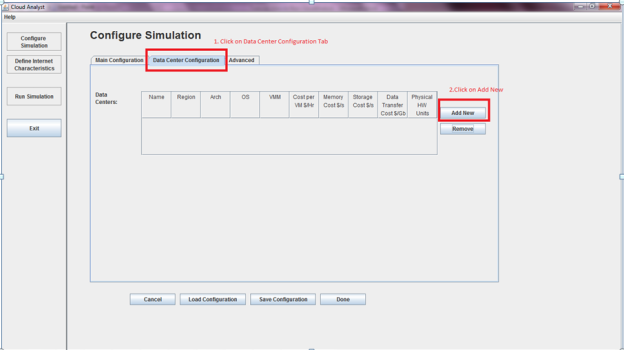 Cloud Analyst
Help
Configure Simulation
1. Click on Data Center Configuration Tab
Configure
Simulation
Define Internet
Characteristics
Run Simulation
Exit
Main Configuration
Data Center Configuration
Advanced
2.Click on Add New
Data
Centers:
Name
Region
Arch
OS
VMM
Cost per
VM $/Hr
Memory
Cost $/s
Storage
Cost $/s
Data
Transfer
Cost $/Gb
Physical
HW
Units
Add New
Remove
Cancel
Load Configuration
Save Configuration
Done